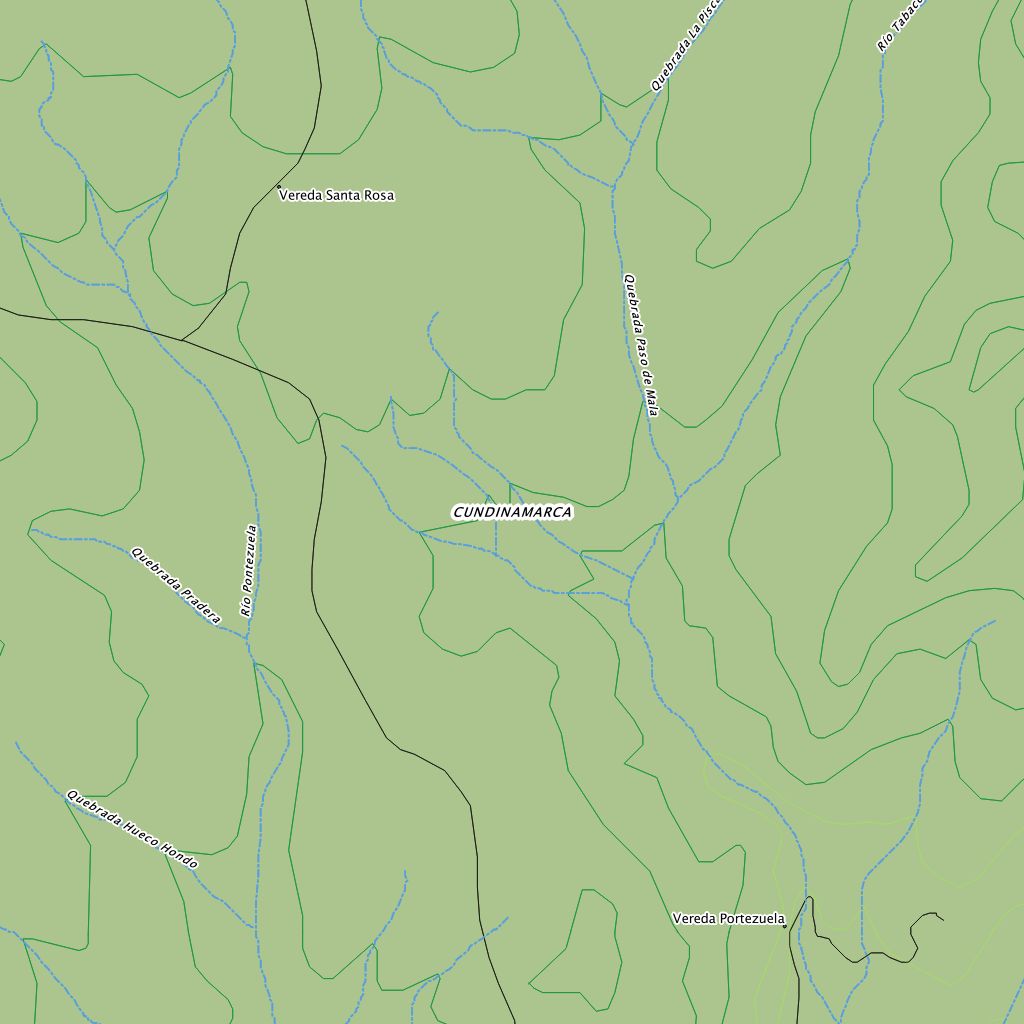 Quebrada La Pisca
Río Tabaco
Vereda Santa Rosa
Quebrada Paso de Mala
CUNDINAMARCA
Río Pontezuela
Quebrada Pradera
Quebrada Hueco Hondo
Vereda Portezuela